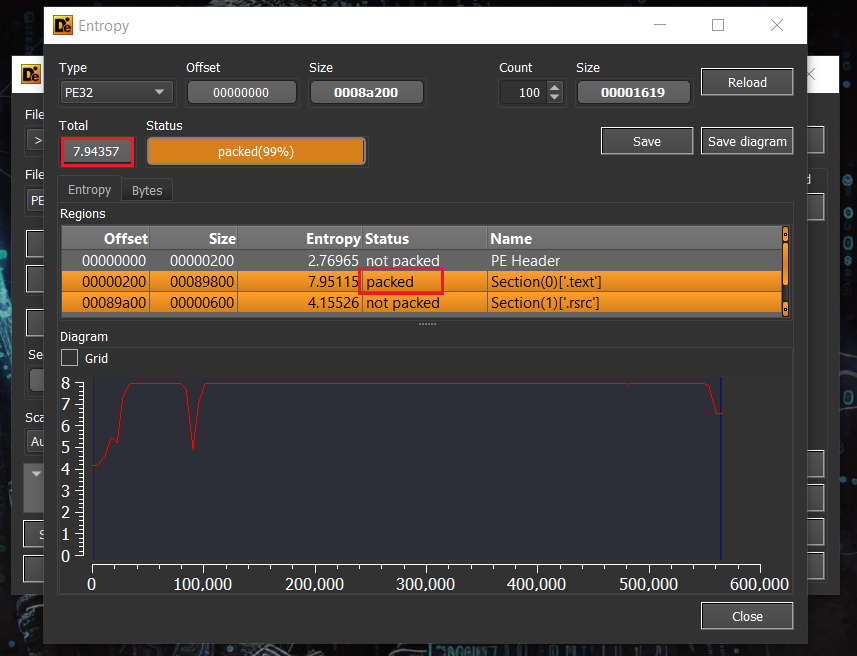 De Entropy
Type Offset Size Count Size
PE32 00000000 0008a200 100 00001619 Reload
Total Status
7.94357 packed(99%) Save Save diagram
Entropy Bytes
Regions
Offset Size Entropy Status Name
00000000 00000200 2.76965 not packed PE Header
00000200 00089800 7.95115 packed Section(0)['.text']
00089a00 00000600 4.15526 not packed Section(1)['.rsrc']
Diagram
Grid
8
7
6
5
4
3
2
1
0
0 100,000 200,000 300,000 400,000 500,000 600,000
Close